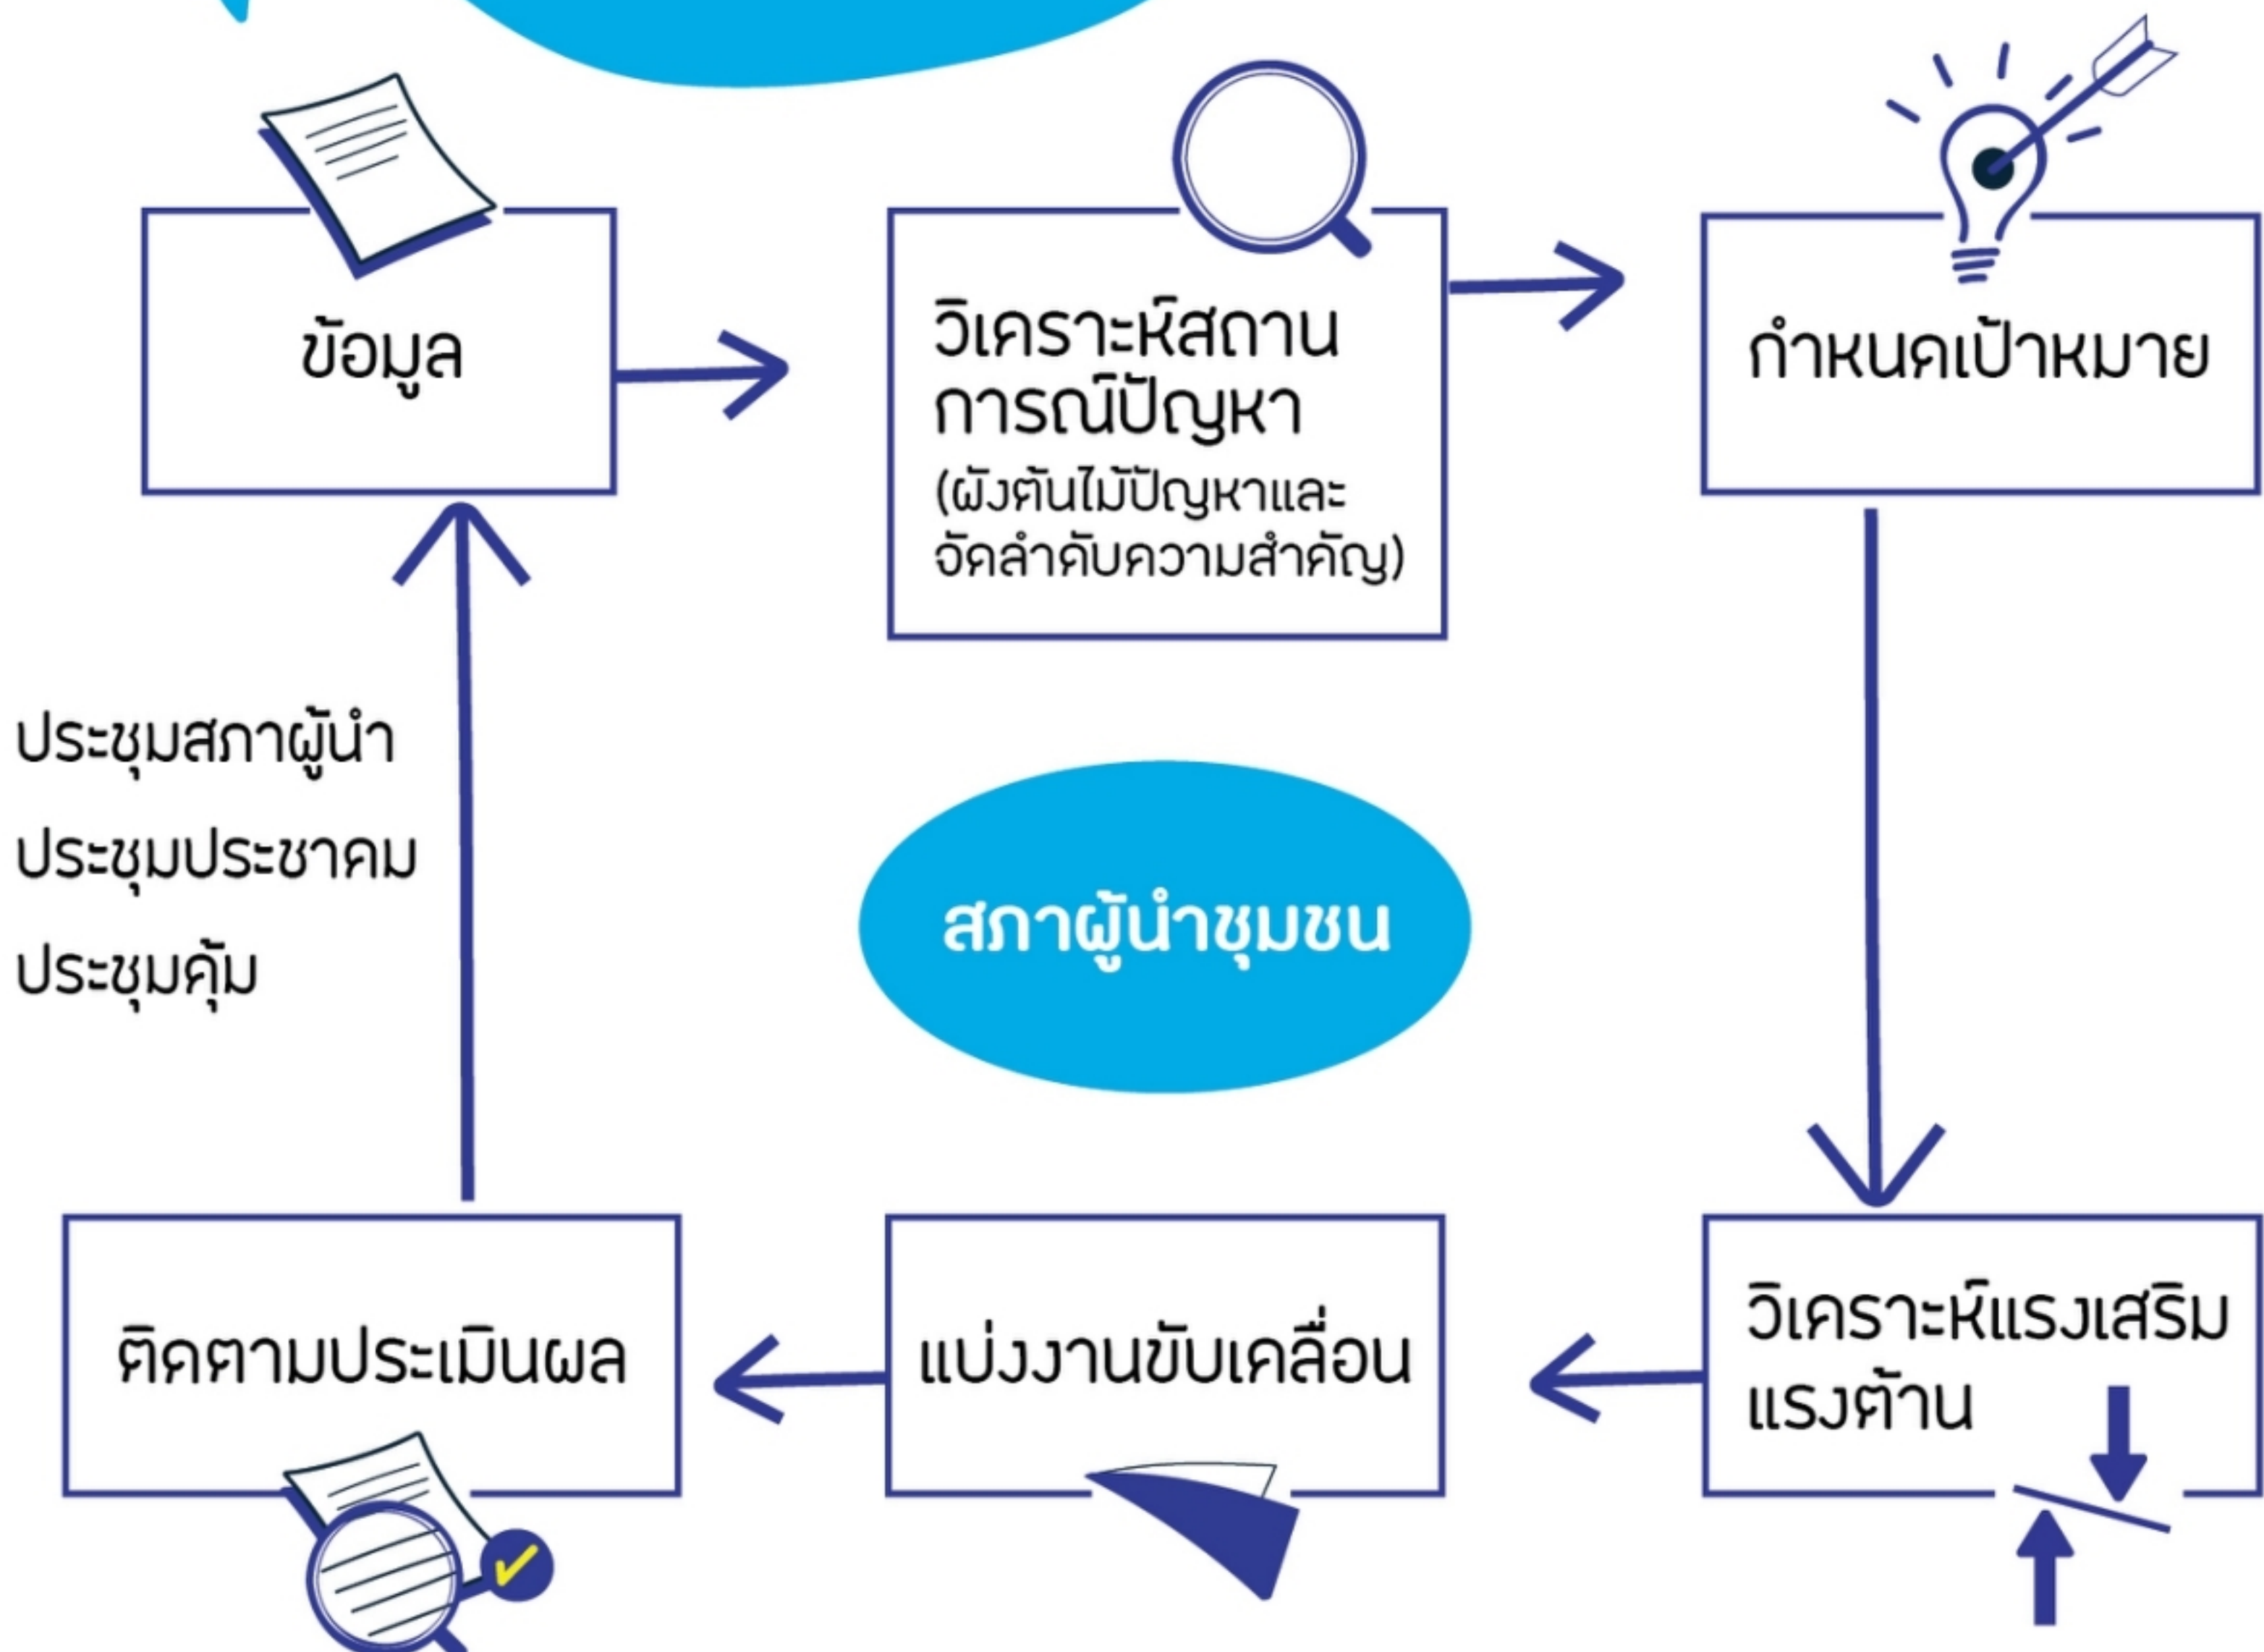 ข้อมูล
วิเคราะห์สถาน
การณ์ปัญหา
(ผังต้นไม้ปัญหาและ
จัดลำดับความสำคัญ)
กำหนดเป้าหมาย
ประชุมสภาผู้นำ
ประชุมประชาคม
ประชุมคุ้ม
สภาผู้นำชุมชน
ติดตามประเมินผล
แบ่งงานขับเคลื่อน
วิเคราะห์แรงเสริม
แรงต้าน